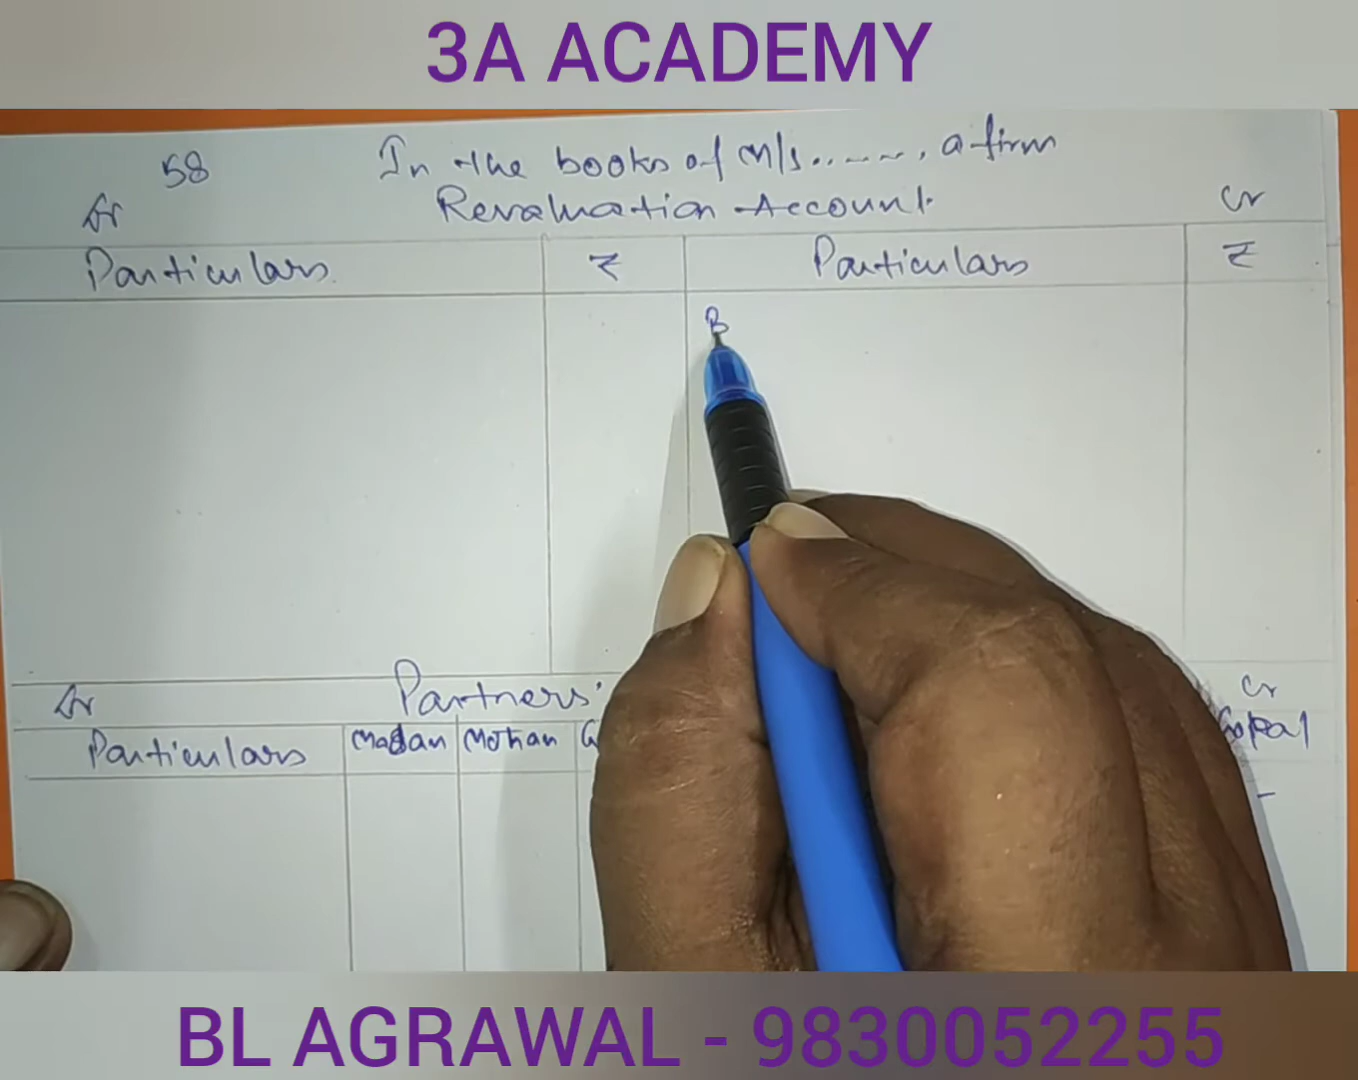 3A ACADEMY
58 In the books of M/s......, a firm
Dr Revaluation Account. Cr
Particulars. ₹ Particulars ₹
B
Dr Partners' Cr
Particulars Madan Mohan G Gopal
BL AGRAWAL - 9830052255